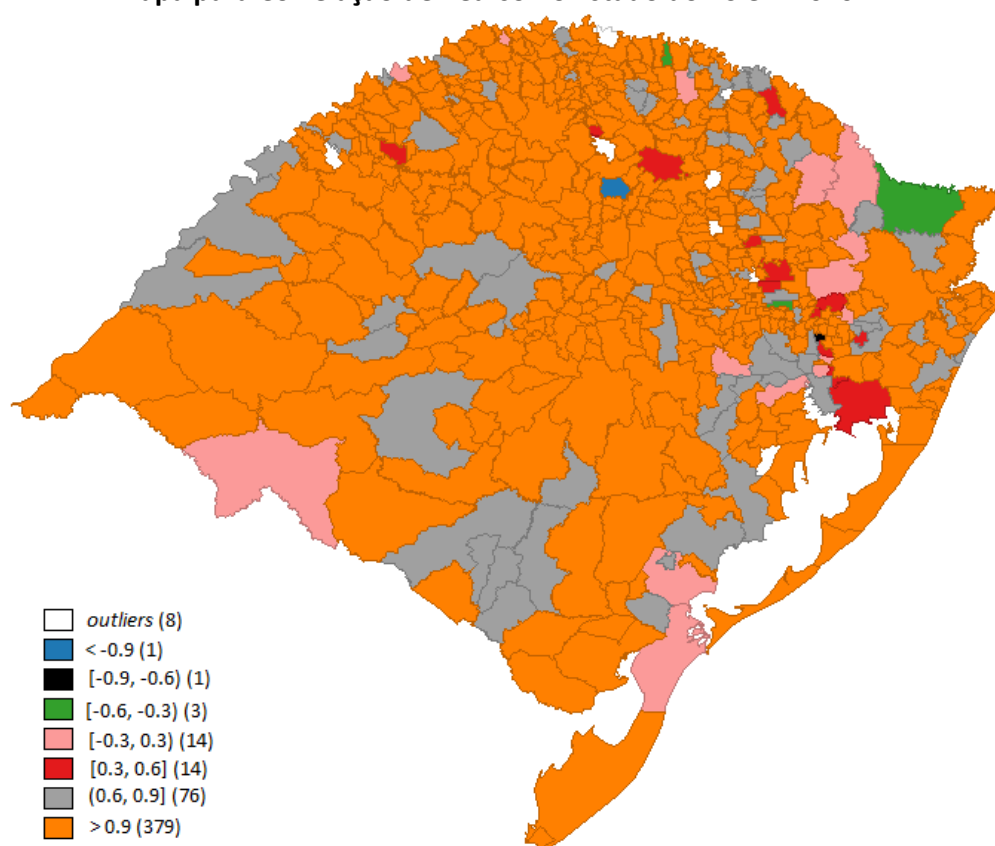 outliers (8)
< -0.9 (1)
[-0.9, -0.6) (1)
[-0.6, -0.3) (3)
[-0.3, 0.3) (14)
[0.3, 0.6] (14)
(0.6, 0.9] (76)
> 0.9 (379)